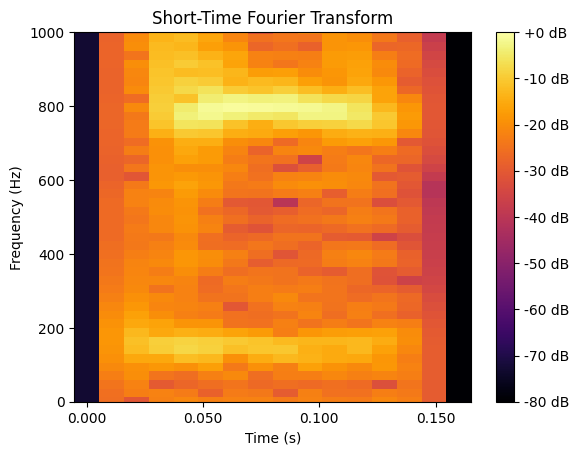 Short-Time Fourier Transform
1000
800
600
400
200
0
Frequency (Hz)
0.000
0.050
0.100
0.150
Time (s)
+0 dB
-10 dB
-20 dB
-30 dB
-40 dB
-50 dB
-60 dB
-70 dB
-80 dB